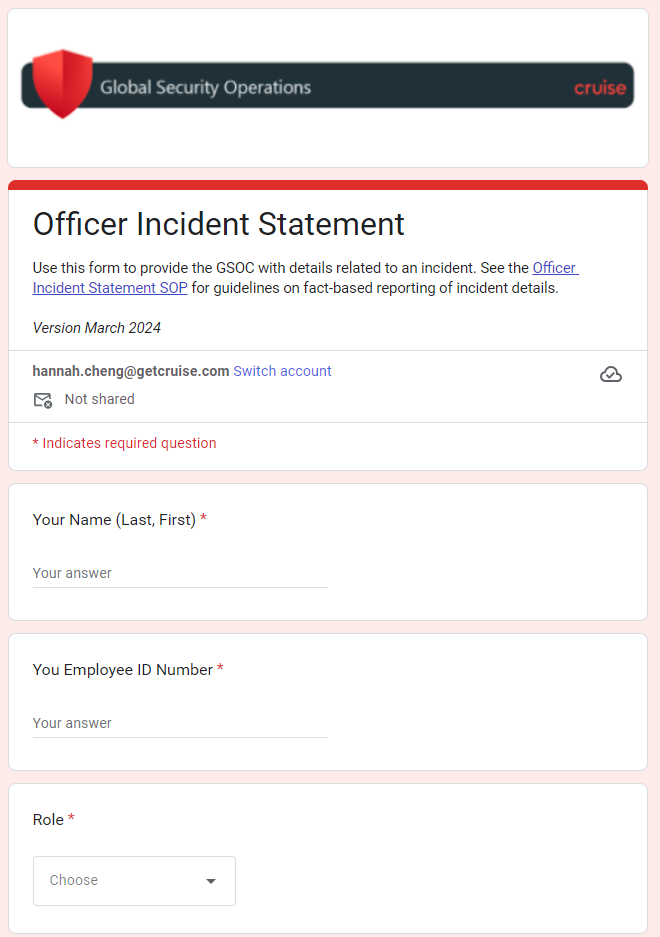 Global Security Operations
cruise
Officer Incident Statement
Use this form to provide the GSOC with details related to an incident. See the Officer
Incident Statement SOP for guidelines on fact-based reporting of incident details.
Version March 2024
hannah.cheng@getcruise.com Switch account
Not shared
* Indicates required question
Your Name (Last, First) *
Your answer
You Employee ID Number *
Your answer
Role *
Choose